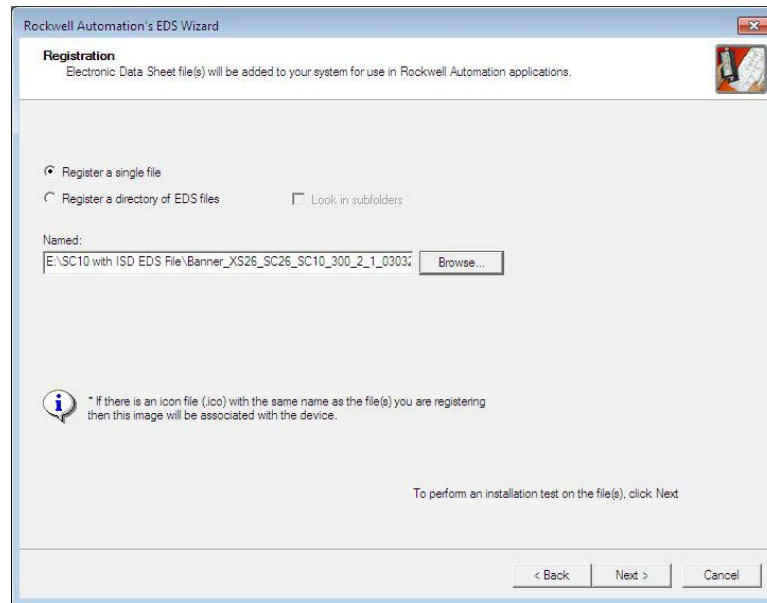 Rockwell Automation's EDS Wizard
Registration
Electronic Data Sheet file(s) will be added to your system for use in Rockwell Automation applications.
Register a single file
Register a directory of EDS files
Look in subfolders
Named:
E:\SC10 with ISD EDS File\Banner_XS26_SC26_SC10_300_2_1_03032
Browse...
* If there is an icon file (.ico) with the same name as the file(s) you are registering
then this image will be associated with the device.
To perform an installation test on the file(s), click Next
< Back
Next >
Cancel